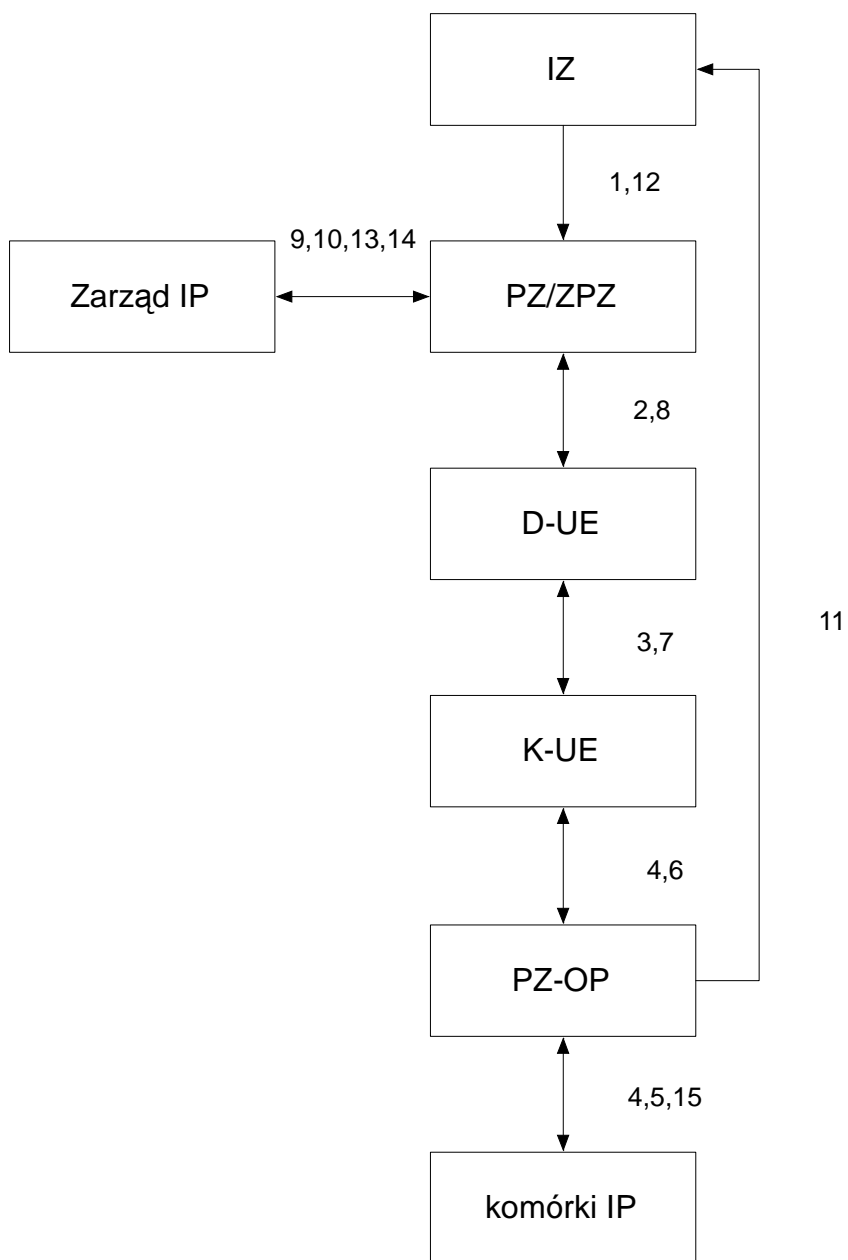 IZ
1,12
9,10,13,14
Zarząd IP
PZ/ZPZ
2,8
D-UE
3,7
11
K-UE
4,6
PZ-OP
4,5,15
komórki IP